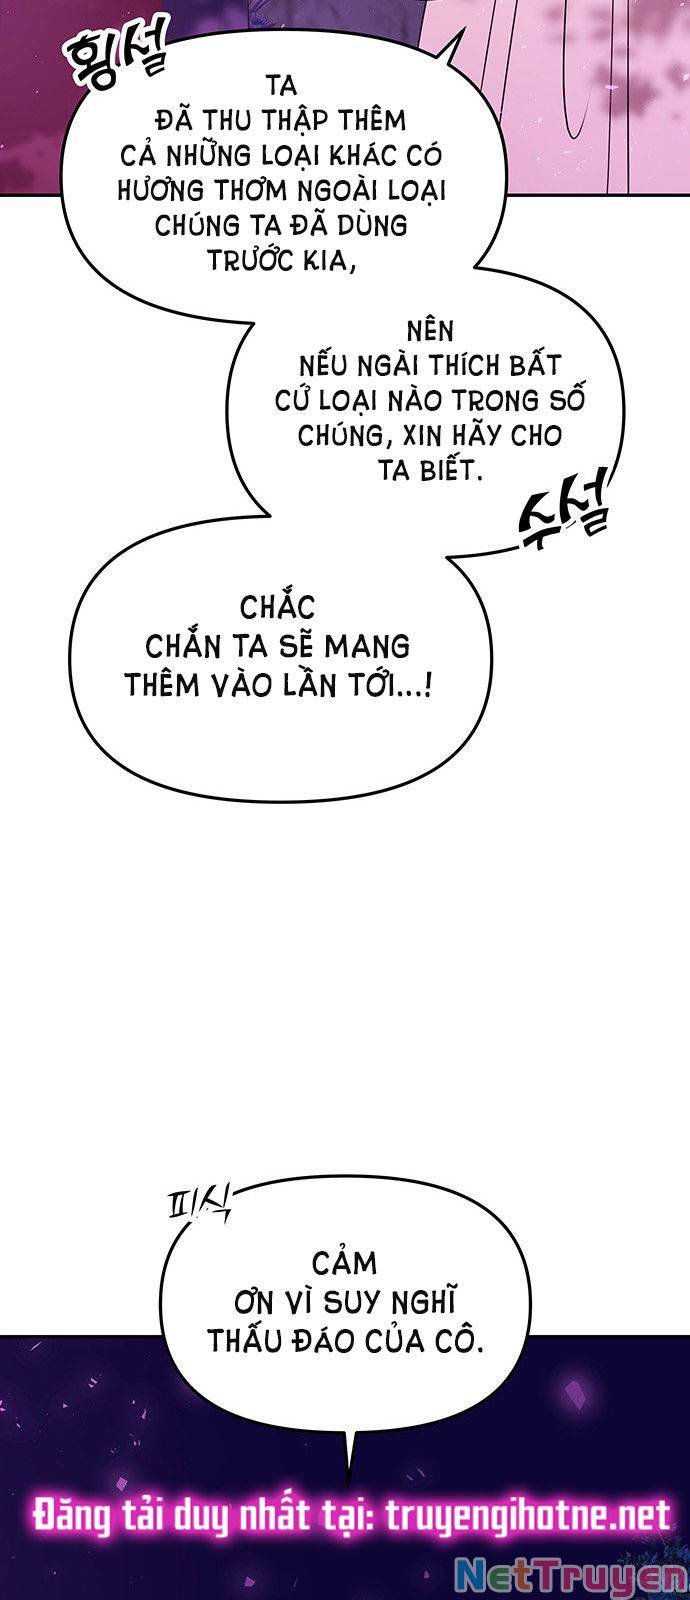 횡설
TA
ĐÃ THU THẬP THÊM
CẢ NHỮNG LOẠI KHÁC CÓ
HƯƠNG THƠM NGOÀI LOẠI
CHÚNG TA ĐÃ DÙNG
TRƯỚC KIA,
NÊN
NẾU NGÀI THÍCH BẤT
CỨ LOẠI NÀO TRONG SỐ
CHÚNG, XIN HÃY CHO
TA BIẾT.
수설
CHẮC
CHẮN TA SẼ MANG
THÊM VÀO LẦN TỚI...!
피식
CẢM
ƠN VÌ SUY NGHĨ
THẤU ĐÁO CỦA CÔ.
Đăng tải duy nhất tại: truyengihotne.net
NetTruyen